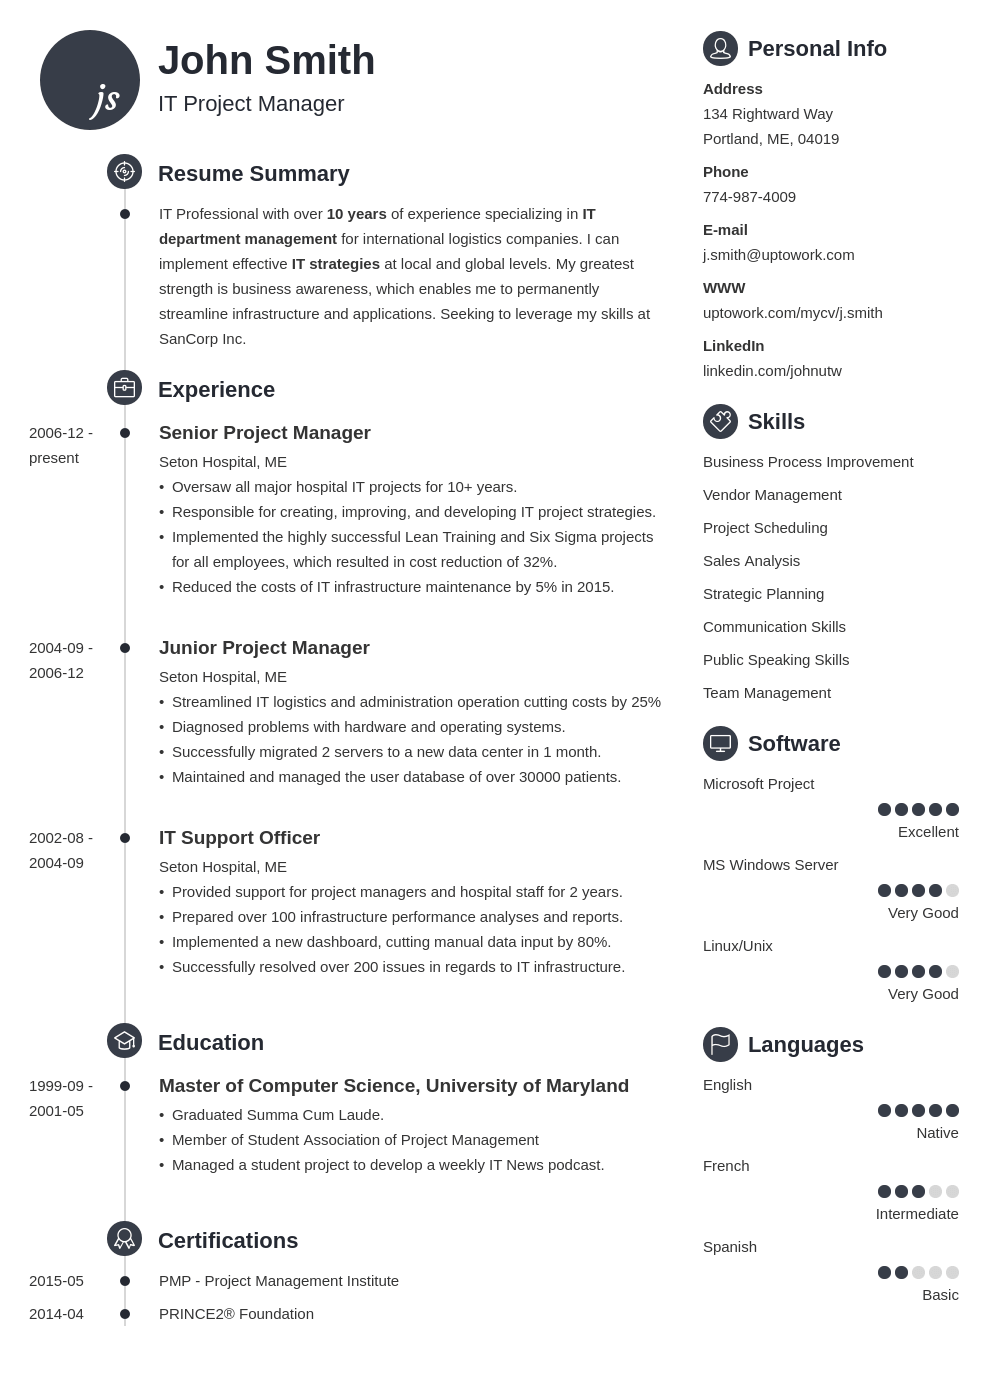 js
John Smith
IT Project Manager
Resume Summary
IT Professional with over 10 years of experience specializing in IT
department management for international logistics companies. I can
implement effective IT strategies at local and global levels. My greatest
strength is business awareness, which enables me to permanently
streamline infrastructure and applications. Seeking to leverage my skills at
SanCorp Inc.
Experience
2006-12 -
present
Senior Project Manager
Seton Hospital, ME
• Oversaw all major hospital IT projects for 10+ years.
• Responsible for creating, improving, and developing IT project strategies.
• Implemented the highly successful Lean Training and Six Sigma projects
for all employees, which resulted in cost reduction of 32%.
• Reduced the costs of IT infrastructure maintenance by 5% in 2015.
2004-09 -
2006-12
Junior Project Manager
Seton Hospital, ME
• Streamlined IT logistics and administration operation cutting costs by 25%
• Diagnosed problems with hardware and operating systems.
• Successfully migrated 2 servers to a new data center in 1 month.
• Maintained and managed the user database of over 30000 patients.
2002-08 -
2004-09
IT Support Officer
Seton Hospital, ME
• Provided support for project managers and hospital staff for 2 years.
• Prepared over 100 infrastructure performance analyses and reports.
• Implemented a new dashboard, cutting manual data input by 80%.
• Successfully resolved over 200 issues in regards to IT infrastructure.
Education
1999-09 -
2001-05
Master of Computer Science, University of Maryland
• Graduated Summa Cum Laude.
• Member of Student Association of Project Management
• Managed a student project to develop a weekly IT News podcast.
Certifications
2015-05
PMP - Project Management Institute
2014-04
PRINCE2® Foundation
Personal Info
Address
134 Rightward Way
Portland, ME, 04019
Phone
774-987-4009
E-mail
j.smith@uptowork.com
WWW
uptowork.com/mycv/j.smith
LinkedIn
linkedin.com/johnutw
Skills
Business Process Improvement
Vendor Management
Project Scheduling
Sales Analysis
Strategic Planning
Communication Skills
Public Speaking Skills
Team Management
Software
Microsoft Project
Excellent
MS Windows Server
Very Good
Linux/Unix
Very Good
Languages
English
Native
French
Intermediate
Spanish
Basic